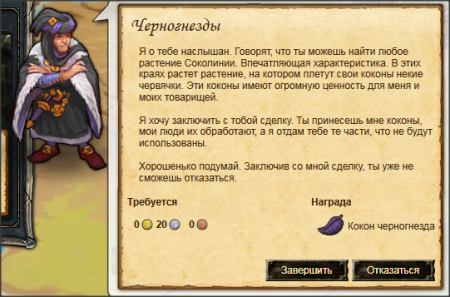 Черногнезды
Я о тебе наслышан. Говорят, что ты можешь найти любое
растение Соколинии. Впечатляющая характеристика. В этих
краях растет растение, на котором плетут свои коконы некие
червячки. Эти коконы имеют огромную ценность для меня и
моих товарищей.
Я хочу заключить с тобой сделку. Ты принесешь мне коконы,
мои люди их обработают, а я отдам тебе те части, что не будут
использованы.
Хорошенько подумай. Заключив со мной сделку, ты уже не
сможешь отказаться.
Требуется Награда
0 20 0 Кокон черногнезда
Завершить Отказаться